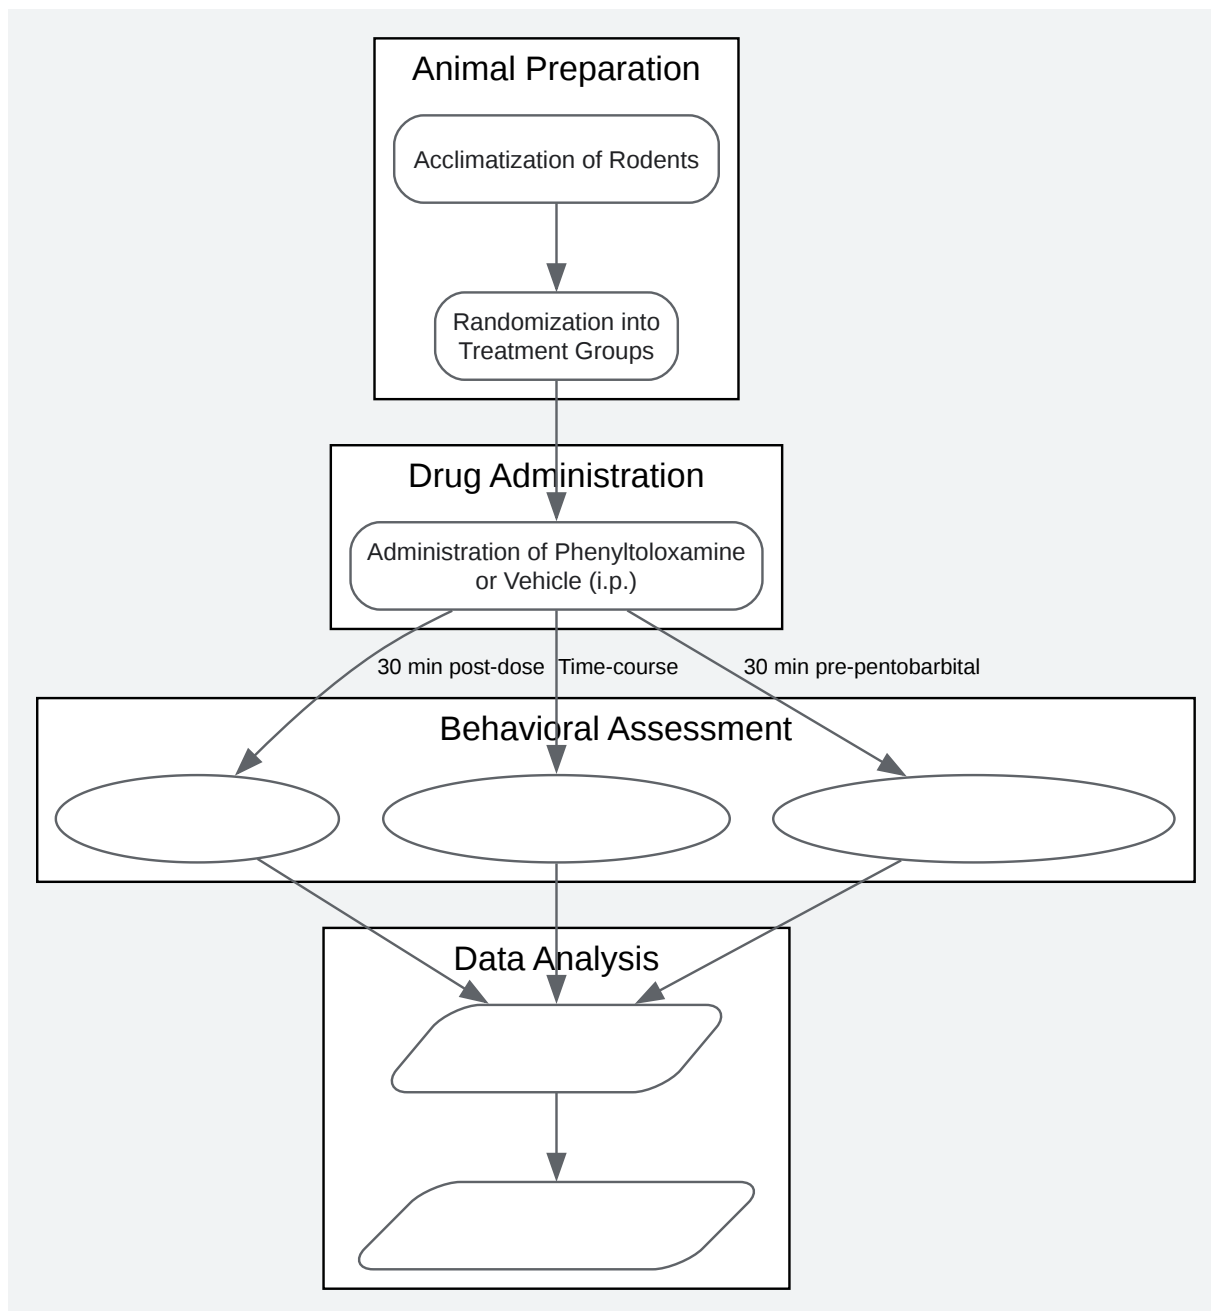 Animal Preparation
Acclimatization of Rodents
Randomization into
Treatment Groups
Drug Administration
Administration of Phenyltoloxamine
or Vehicle (i.p.)
30 min post-dose
Time-course
30 min pre-pentobarbital
Behavioral Assessment
Data Analysis